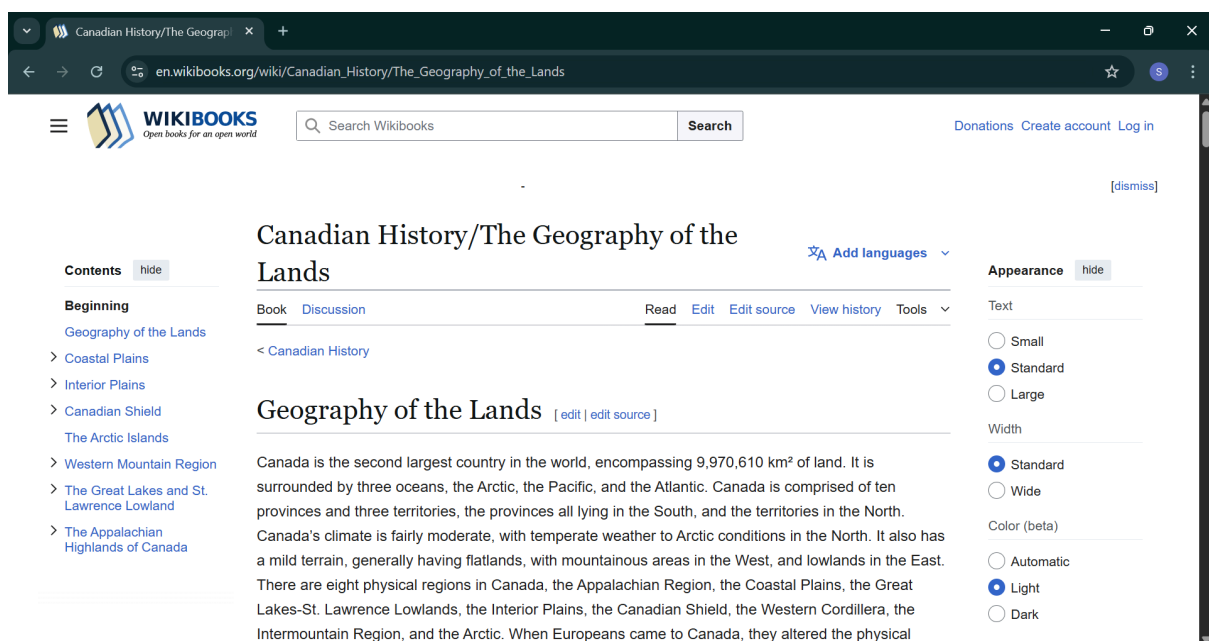 Canadian History/The Geograp
en.wikibooks.org/wiki/Canadian_History/The_Geography_of_the_Lands
S
WIKIBOOKS
Open books for an open world
Search Wikibooks
Search
Donations Create account Log in
-
[dismiss]
Contents hide
Beginning
Geography of the Lands
Coastal Plains
Interior Plains
Canadian Shield
The Arctic Islands
Western Mountain Region
The Great Lakes and St.
Lawrence Lowland
The Appalachian
Highlands of Canada
Canadian History/The Geography of the
Lands
Add languages
Book Discussion
Read Edit Edit source View history Tools
< Canadian History
Geography of the Lands [ edit | edit source ]
Canada is the second largest country in the world, encompassing 9,970,610 km² of land. It is
surrounded by three oceans, the Arctic, the Pacific, and the Atlantic. Canada is comprised of ten
provinces and three territories, the provinces all lying in the South, and the territories in the North.
Canada's climate is fairly moderate, with temperate weather to Arctic conditions in the North. It also has
a mild terrain, generally having flatlands, with mountainous areas in the West, and lowlands in the East.
There are eight physical regions in Canada, the Appalachian Region, the Coastal Plains, the Great
Lakes-St. Lawrence Lowlands, the Interior Plains, the Canadian Shield, the Western Cordillera, the
Intermountain Region, and the Arctic. When Europeans came to Canada, they altered the physical
Appearance hide
Text
Small
Standard
Large
Width
Standard
Wide
Color (beta)
Automatic
Light
Dark